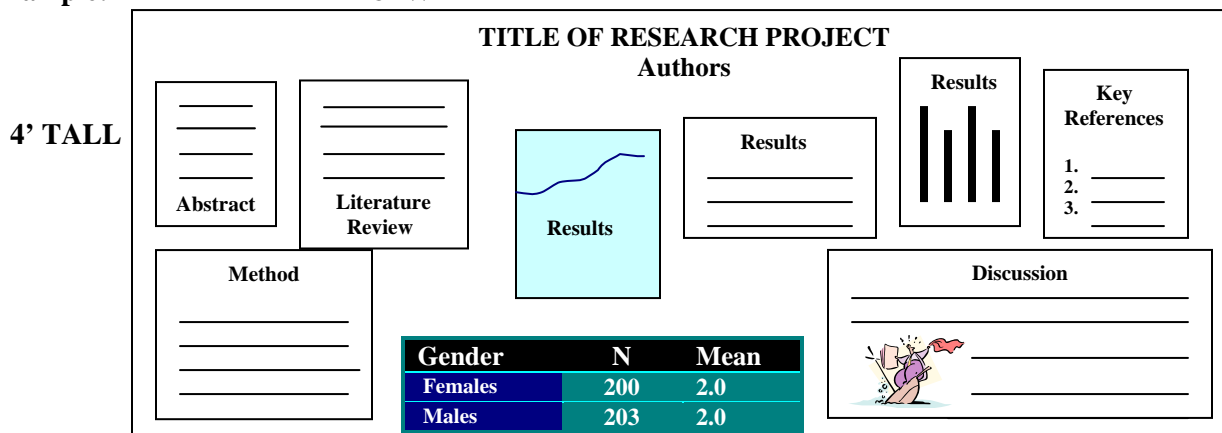 TITLE OF RESEARCH PROJECT
Authors
4’ TALL
Abstract
Literature
Review
Results
Results
Results
Key
References
1.
2.
3.
Method
Discussion
Gender N Mean
Females 200 2.0
Males 203 2.0